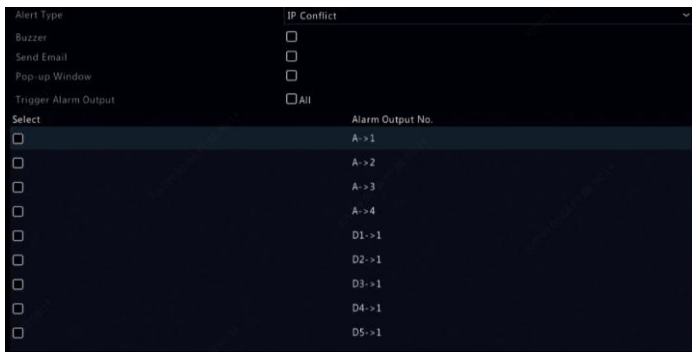 Alert Type IP Conflict
Buzzer
Send Email
Pop-up Window
Trigger Alarm Output All
Select Alarm Output No.
A->1
A->2
A->3
A->4
D1->1
D2->1
D3->1
D4->1
D5->1